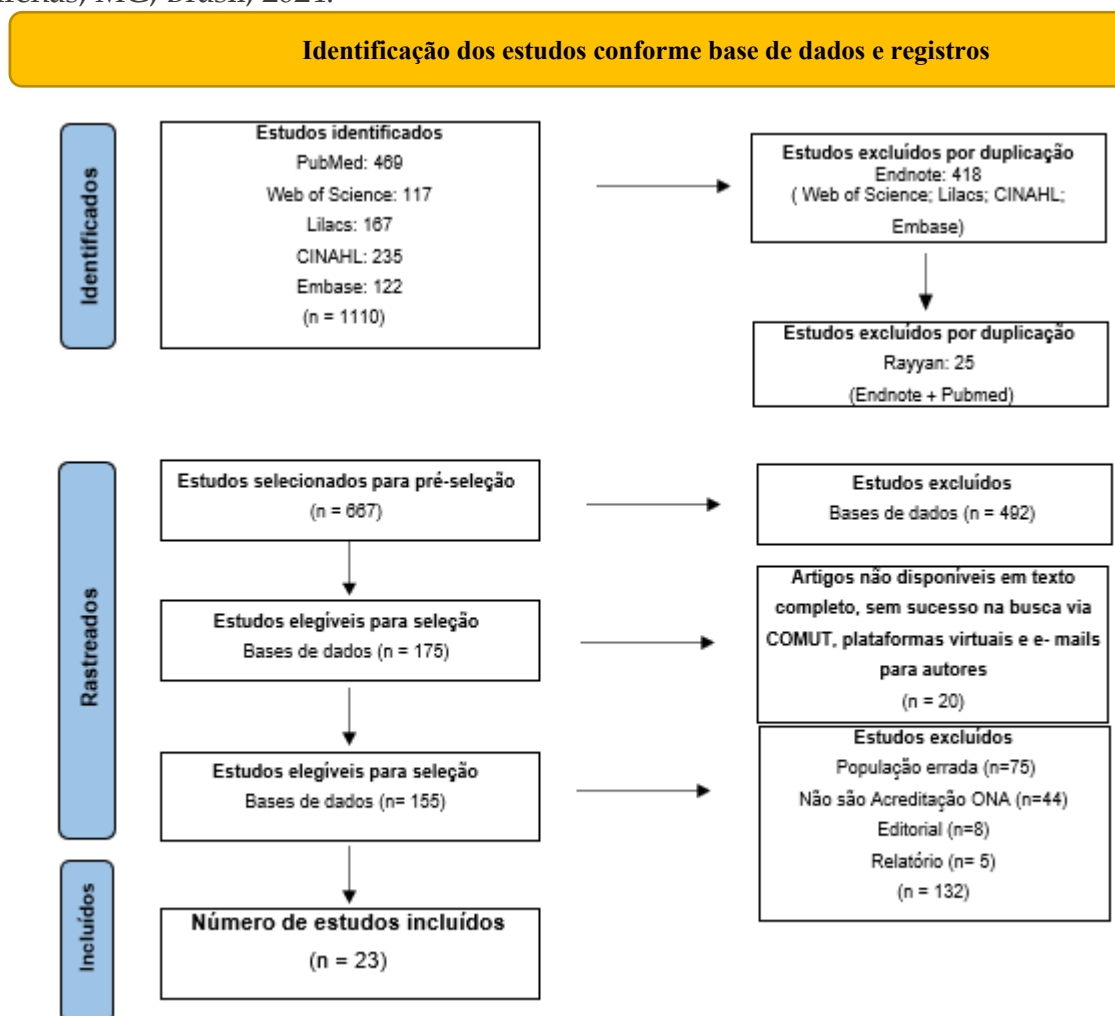 MG, Brasil, 2024.
Identificação dos estudos conforme base de dados e registros
Identificados
Estudos identificados
PubMed: 469
Web of Science: 117
Lilacs: 167
CINAHL: 235
Embase: 122
(n = 1110)
Estudos excluídos por duplicação
Endnote: 418
( Web of Science; Lilacs; CINAHL;
Embase)
Estudos excluídos por duplicação
Rayyan: 25
(Endnote + Pubmed)
Rastreados
Estudos selecionados para pré-seleção
(n = 667)
Estudos excluídos
Bases de dados (n = 492)
Estudos elegíveis para seleção
Bases de dados (n = 175)
Artigos não disponíveis em texto
completo, sem sucesso na busca via
COMUT, plataformas virtuais e e- mails
para autores
(n = 20)
Estudos elegíveis para seleção
Bases de dados (n= 155)
Estudos excluídos
População errada (n=75)
Não são Acreditação ONA (n=44)
Editorial (n=8)
Relatório (n= 5)
(n = 132)
Incluídos
Número de estudos incluídos
(n = 23)